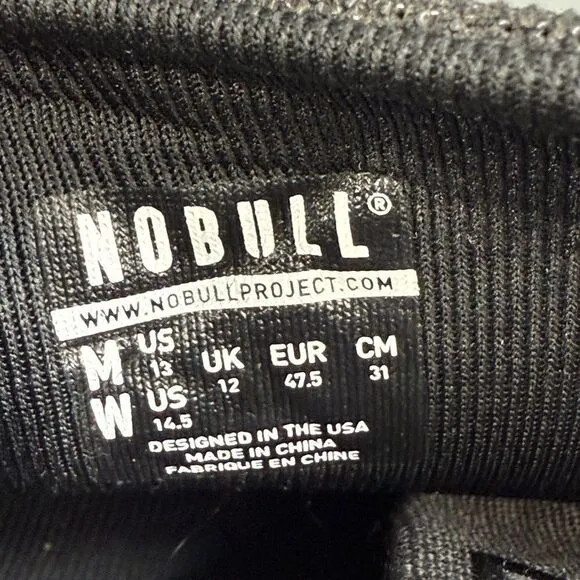 NOBULL®
WWW.NOBULLPROJECT.COM
M US 13 UK 12 EUR 47.5 CM 31
W US 14.5
DESIGNED IN THE USA
MADE IN CHINA
FABRIQUE EN CHINE